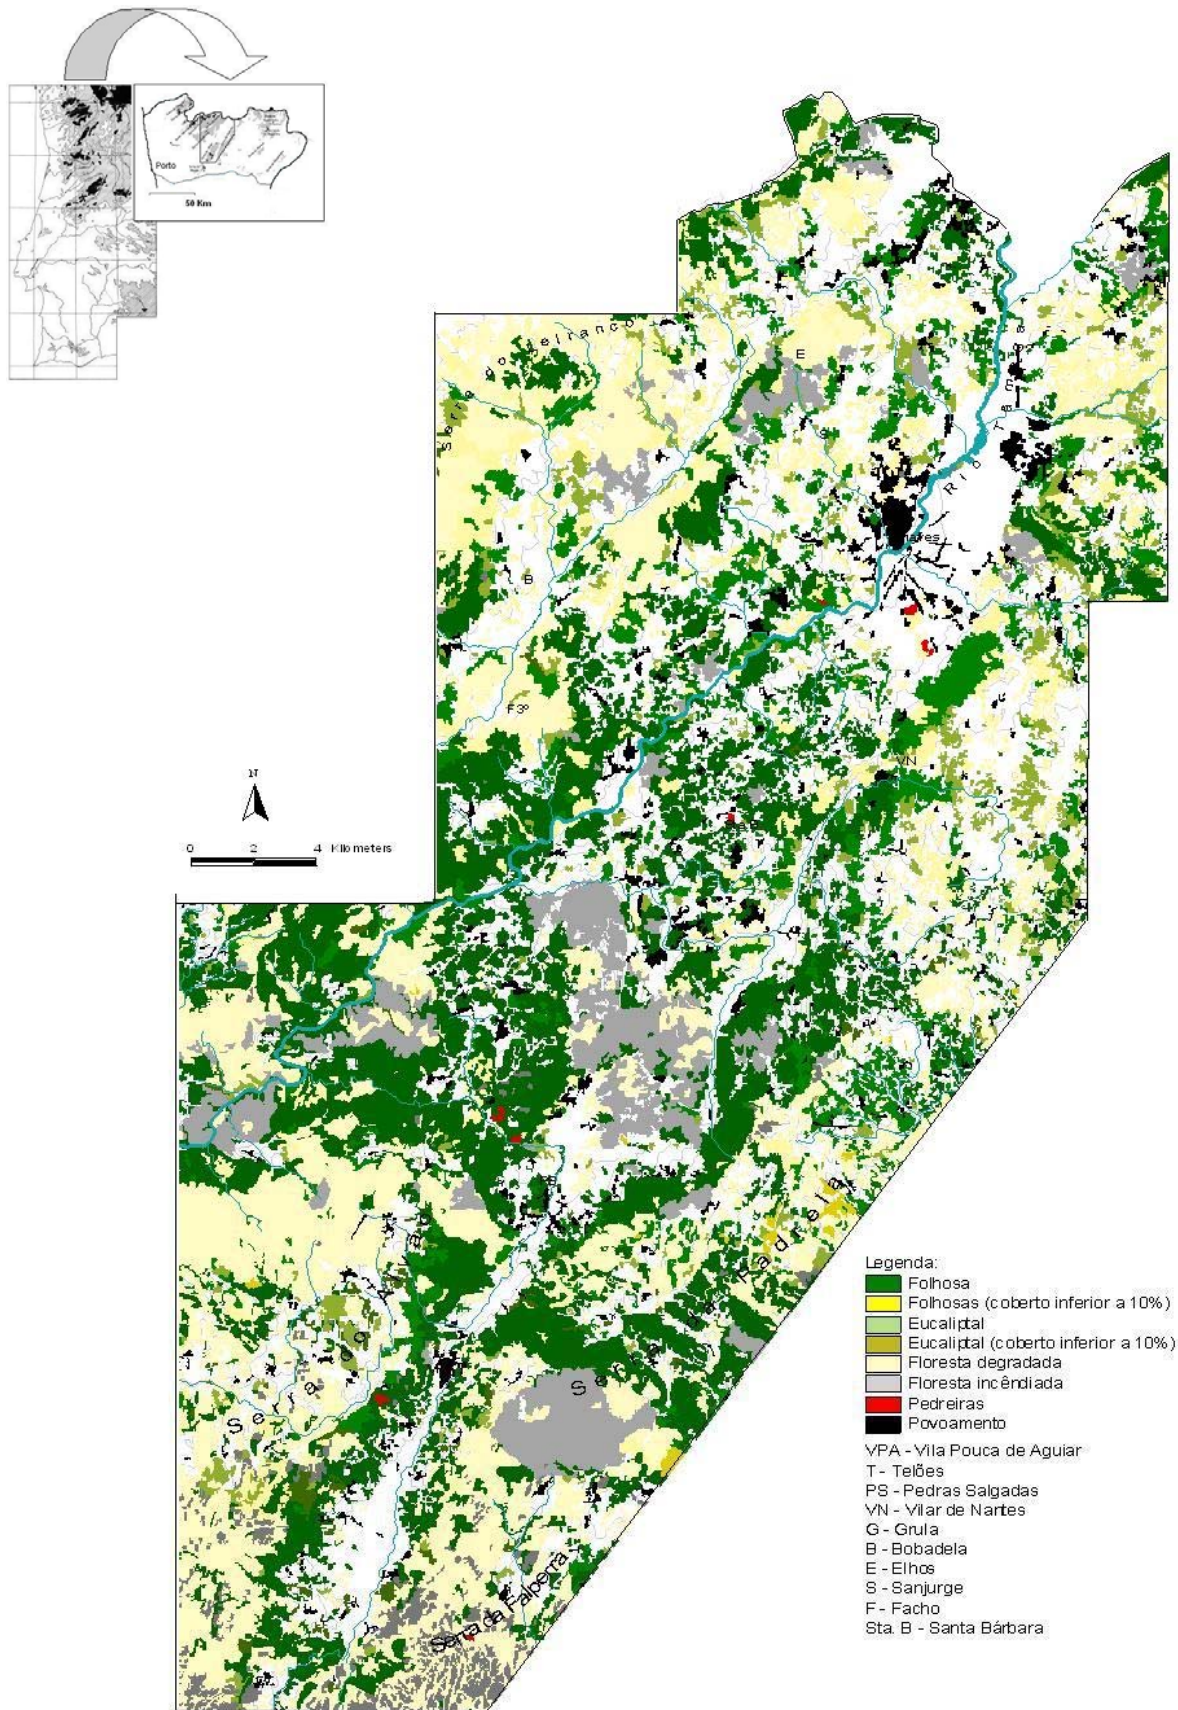 Porto
50 Km
E
S
Rio Tâmega
B
F3º
VN
N
0 2 4 Kilometers
PS
Serra do Alvão
Serra da Padrela
Serra da Falperra
Legenda:
Folhosa
Folhosas (coberto inferior a 10%)
Eucaliptal
Eucaliptal (coberto inferior a 10%)
Floresta degradada
Floresta incêndiada
Pedreiras
Povoamento
VPA - Vila Pouca de Aguiar
T - Telões
PS - Pedras Salgadas
VN - Vilar de Nantes
G - Grula
B - Bobadela
E - Elhos
S - Sanjurge
F - Facho
Sta. B - Santa Bárbara